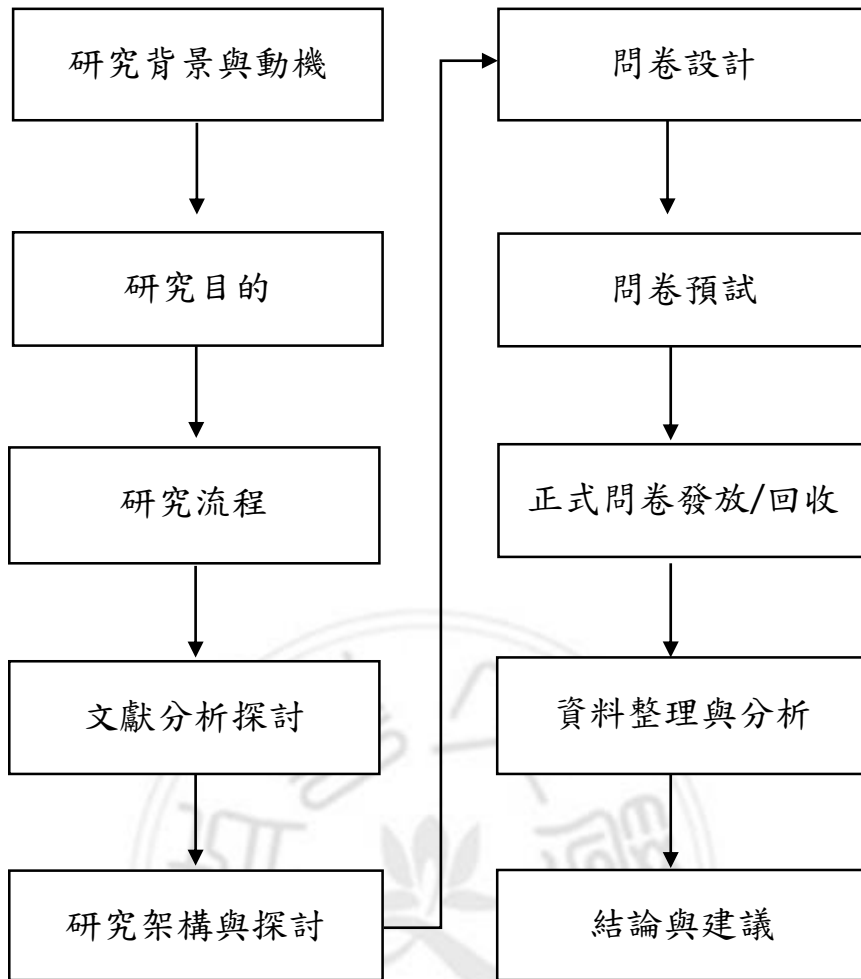 研究背景與動機
研究目的
研究流程
文獻分析探討
研究架構與探討
問卷設計
問卷預試
正式問卷發放/回收
資料整理與分析
結論與建議